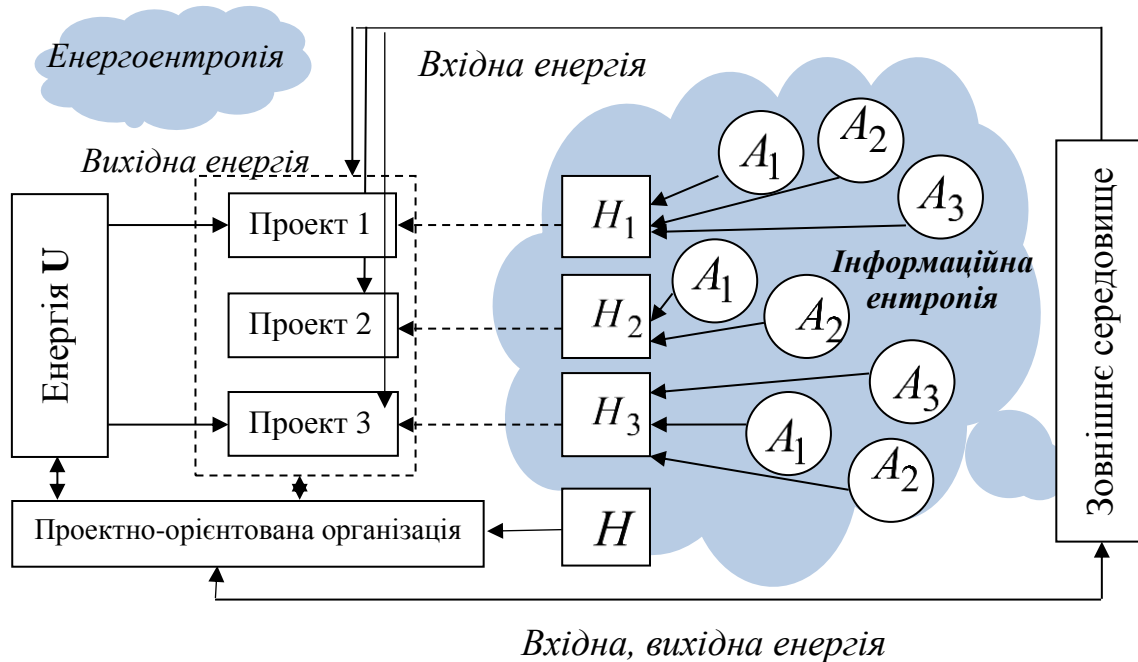 Енергоентропія
Вхідна енергія
Вихідна енергія
Енергія U
Проект 1
Проект 2
Проект 3
H1
H2
H3
H
A1
A2
A3
A1
A2
A3
A1
A2
Інформаційна
ентропія
Зовнішнє середовище
Проектно-орієнтована організація
Вхідна, вихідна енергія